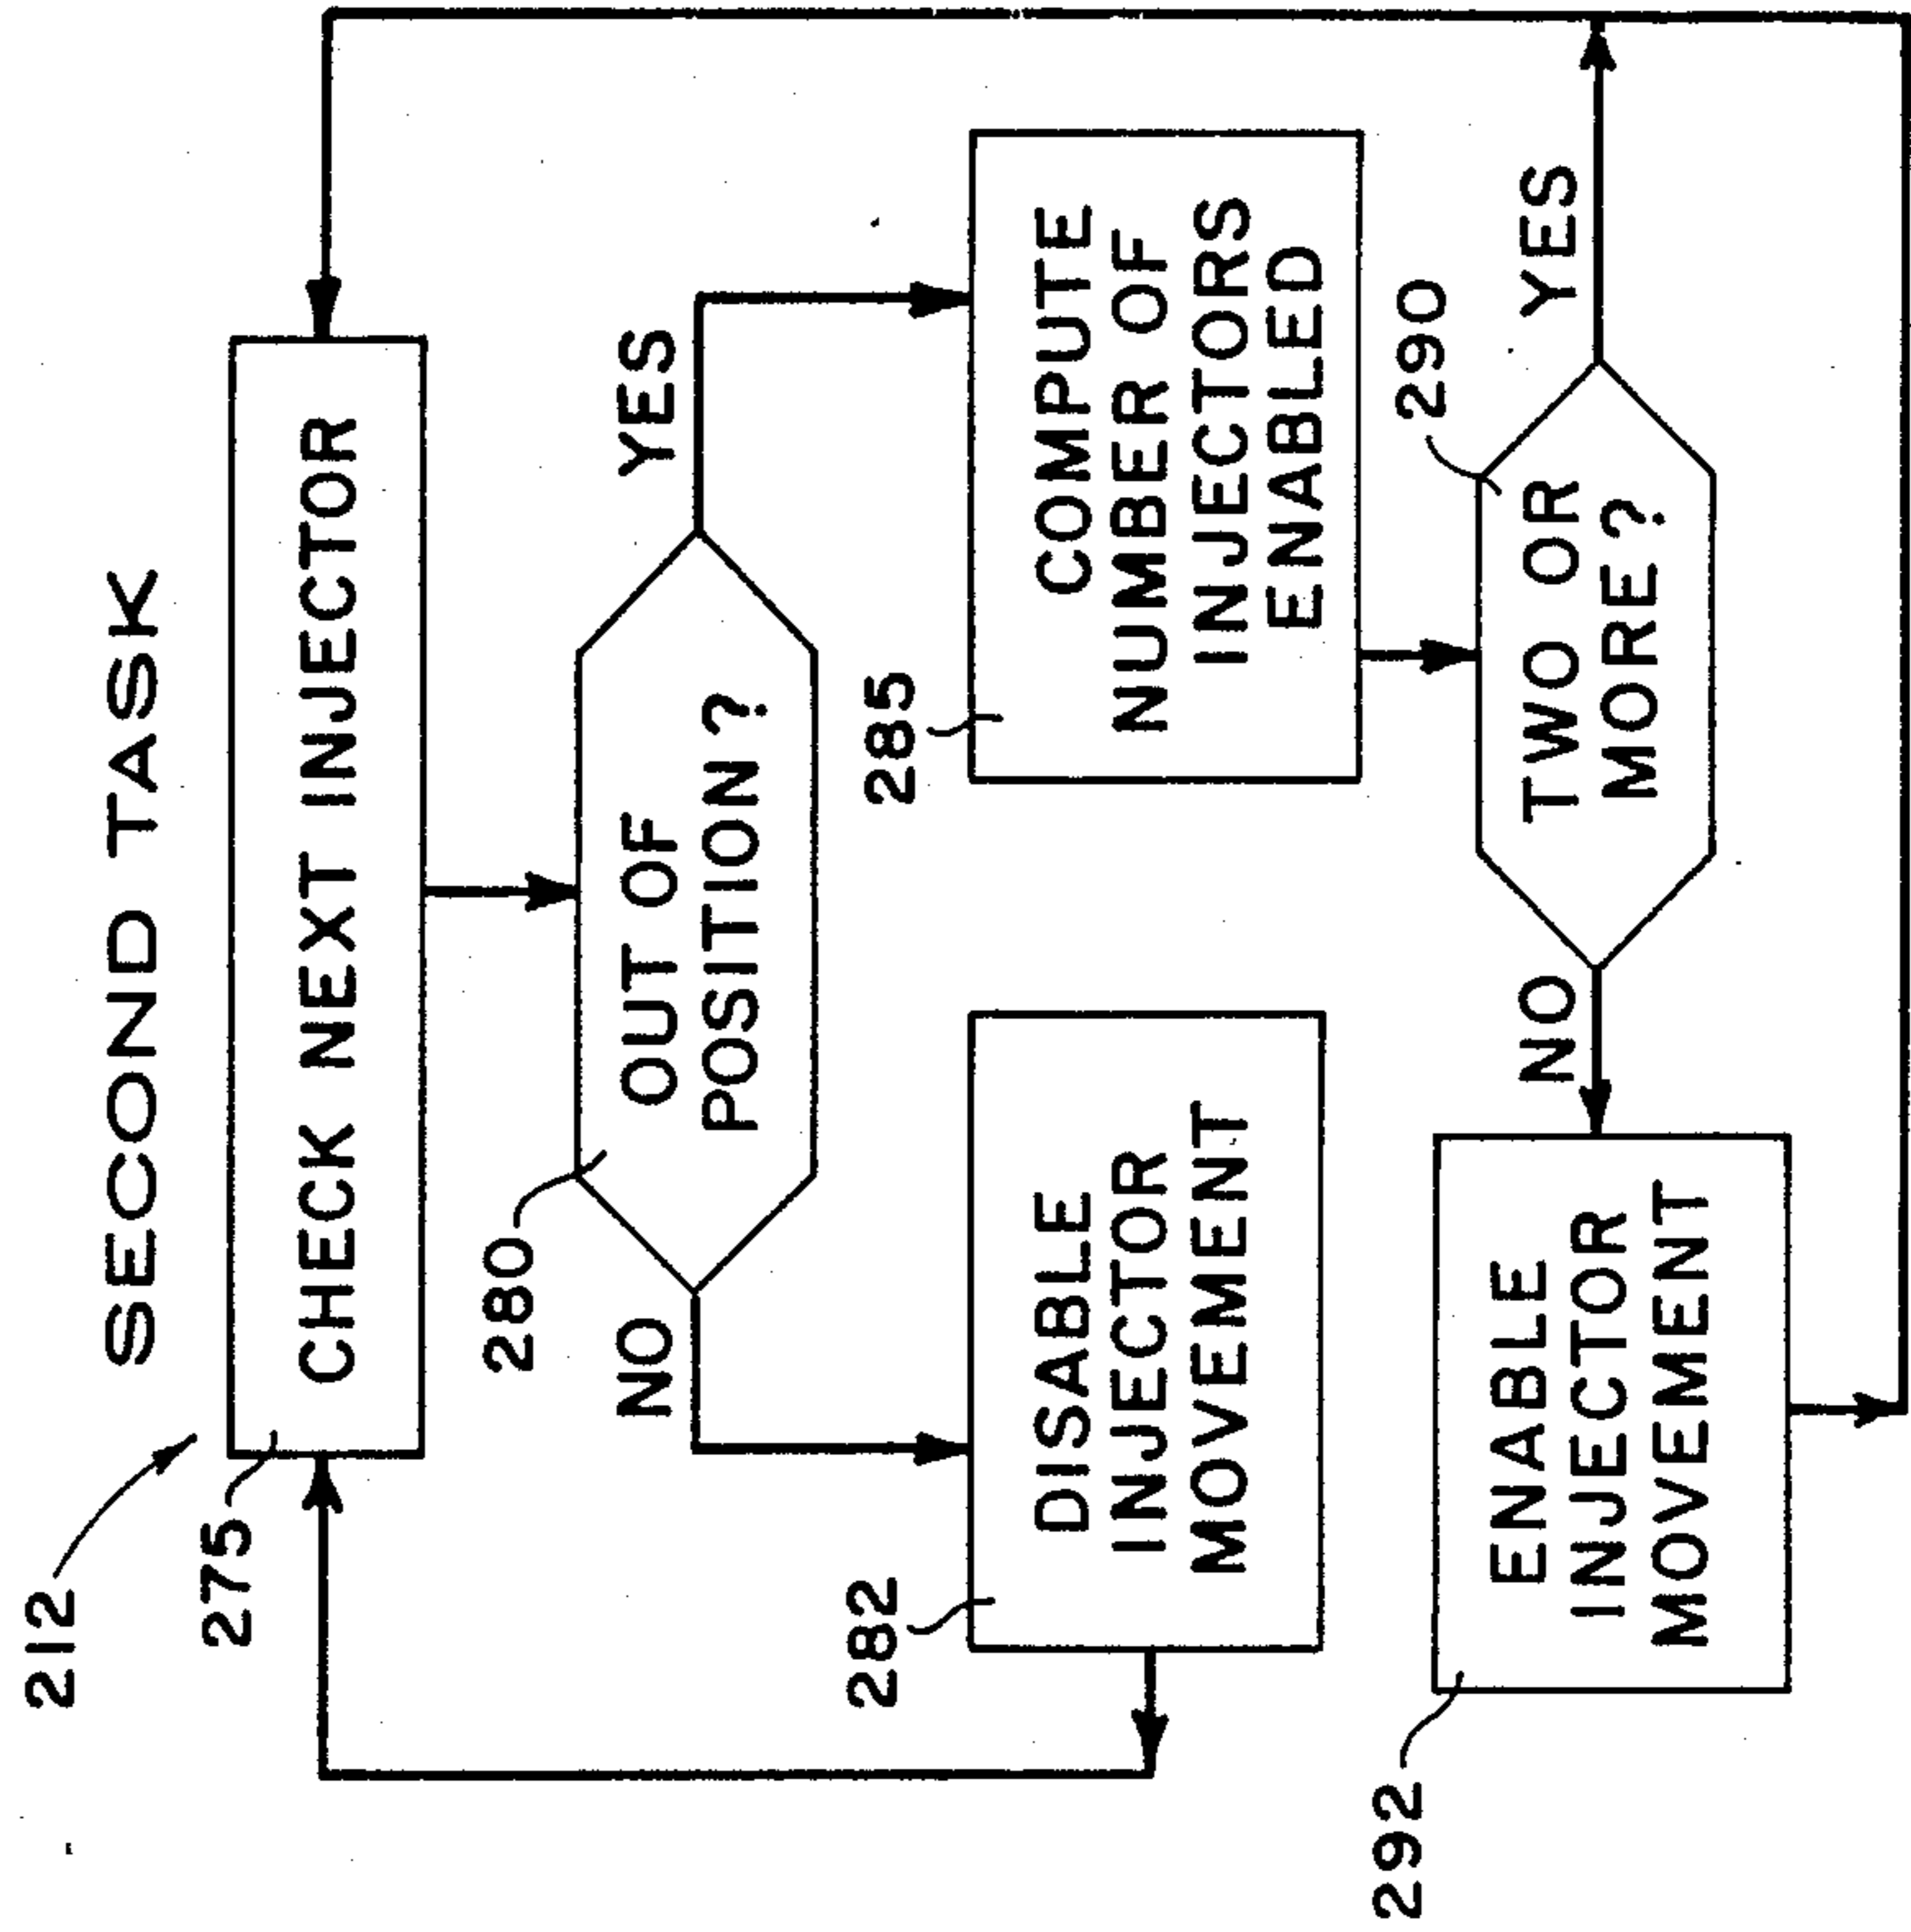 212
SECOND TASK
275
CHECK NEXT INJECTOR
280
OUT OF
POSITION?
NO
YES
282
DISABLE
INJECTOR
MOVEMENT
285
COMPUTE
NUMBER OF
INJECTORS
ENABLED
290
TWO OR
MORE?
NO
YES
292
ENABLE
INJECTOR
MOVEMENT